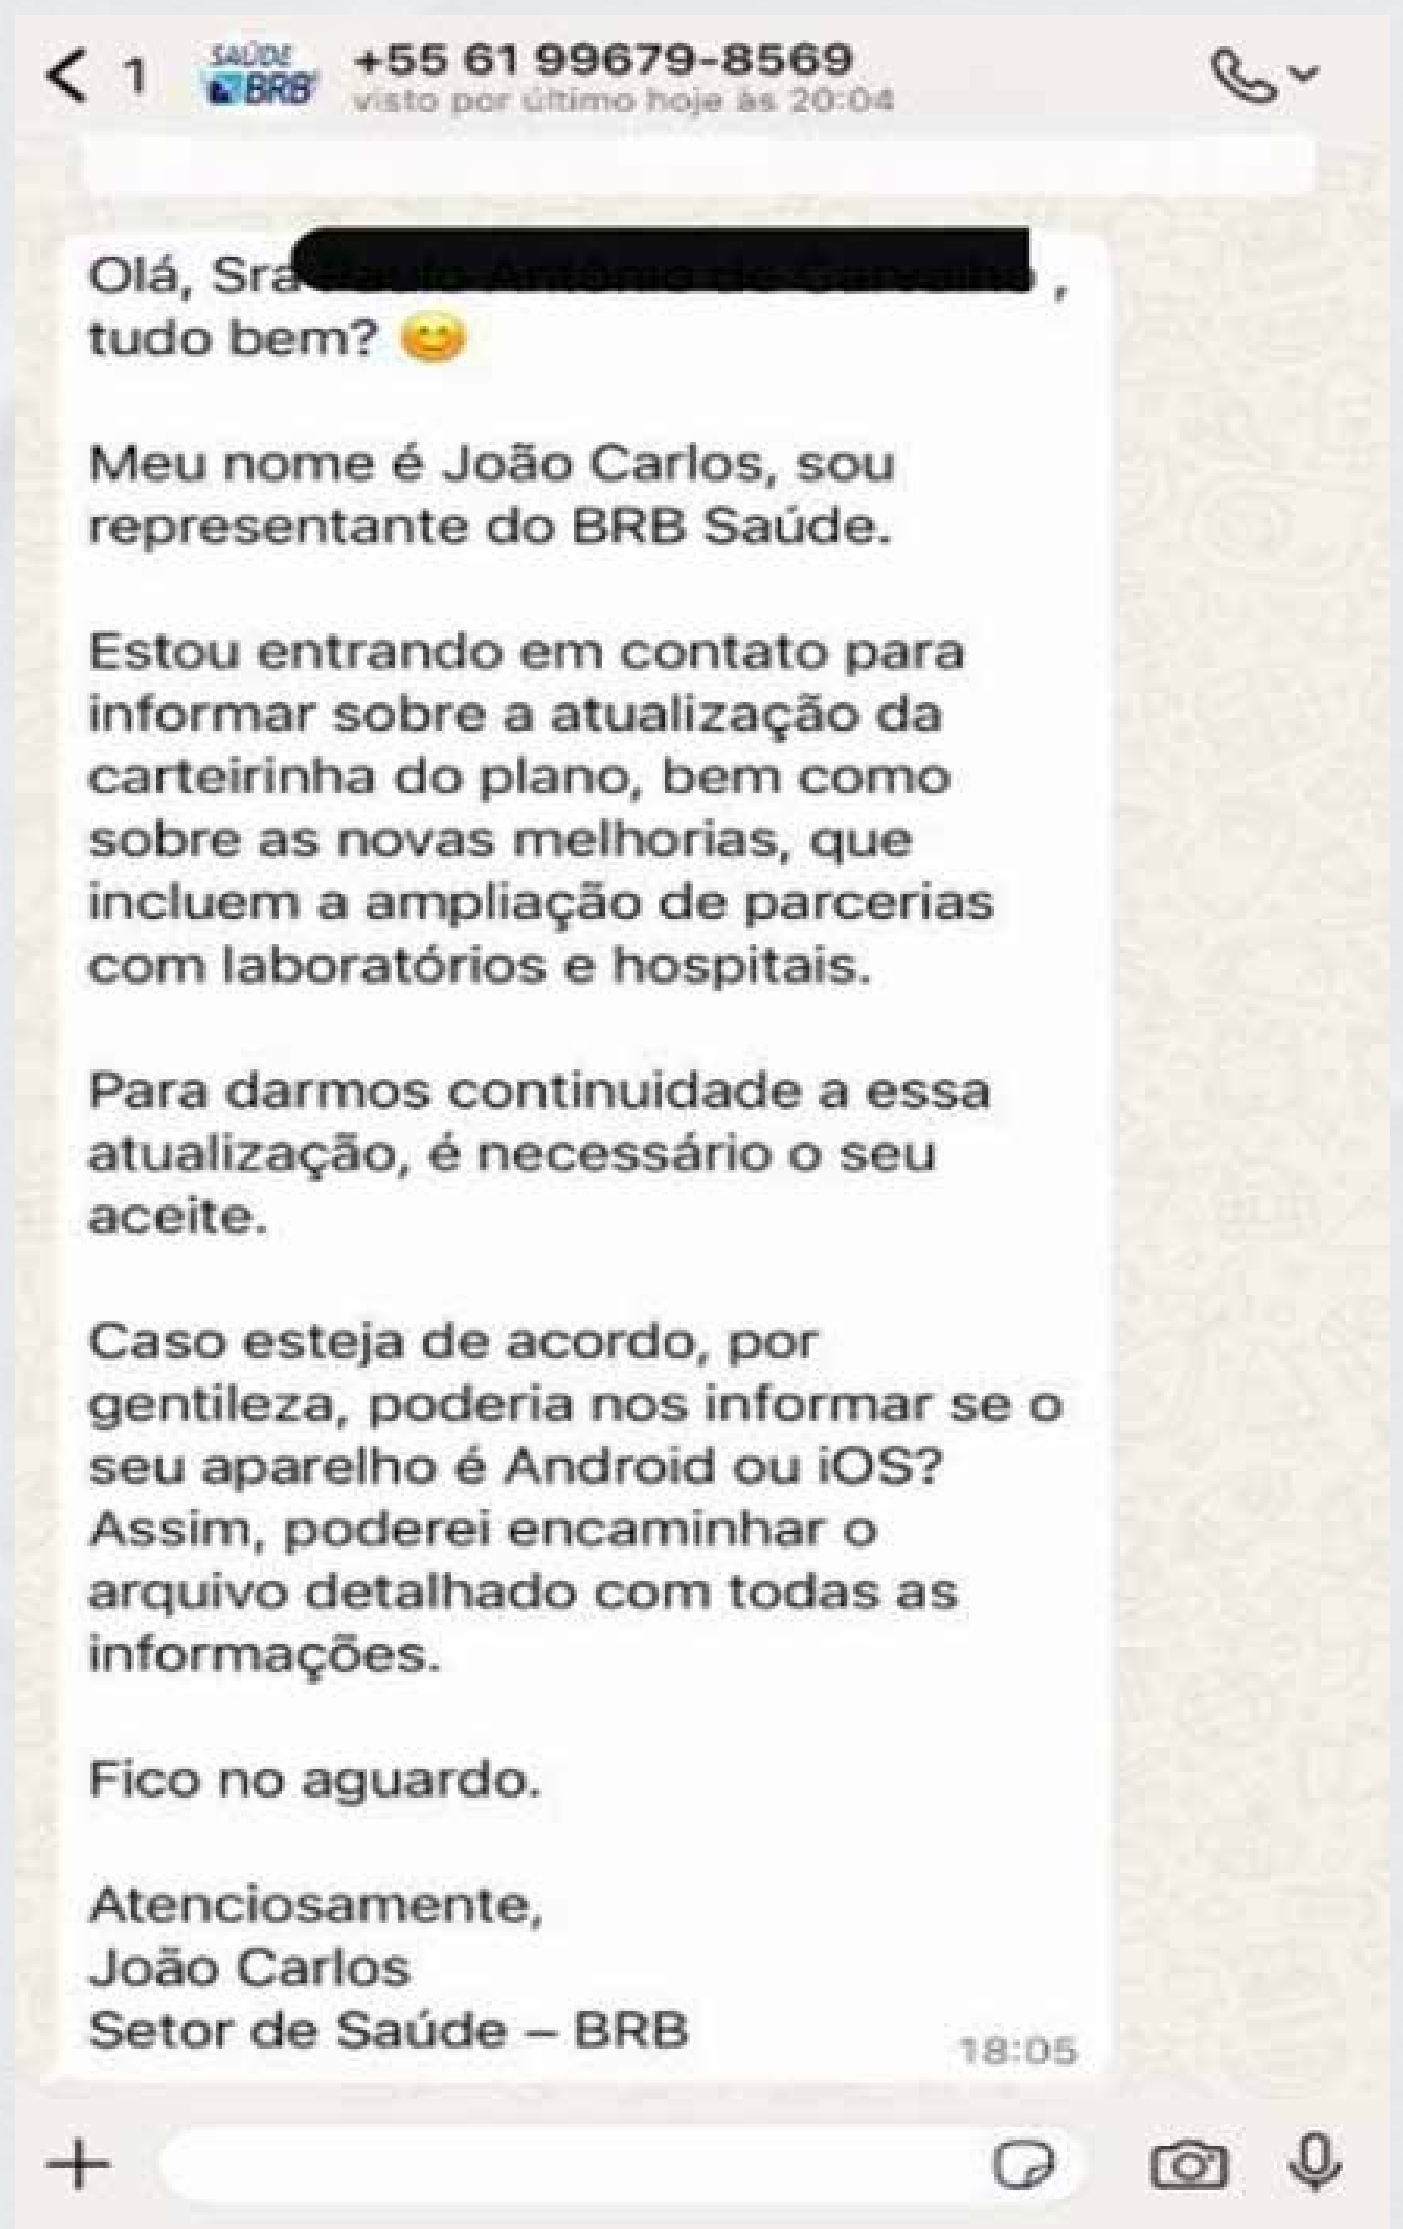 1
SAÚDE
BRB
+55 61 99679-8569
visto por último hoje às 20:04
Olá, Sra ,
tudo bem? 😊
Meu nome é João Carlos, sou
representante do BRB Saúde.
Estou entrando em contato para
informar sobre a atualização da
carteirinha do plano, bem como
sobre as novas melhorias, que
incluem a ampliação de parcerias
com laboratórios e hospitais.
Para darmos continuidade a essa
atualização, é necessário o seu
aceite.
Caso esteja de acordo, por
gentileza, poderia nos informar se o
seu aparelho é Android ou iOS?
Assim, poderei encaminhar o
arquivo detalhado com todas as
informações.
Fico no aguardo.
Atenciosamente,
João Carlos
Setor de Saúde – BRB
18:05